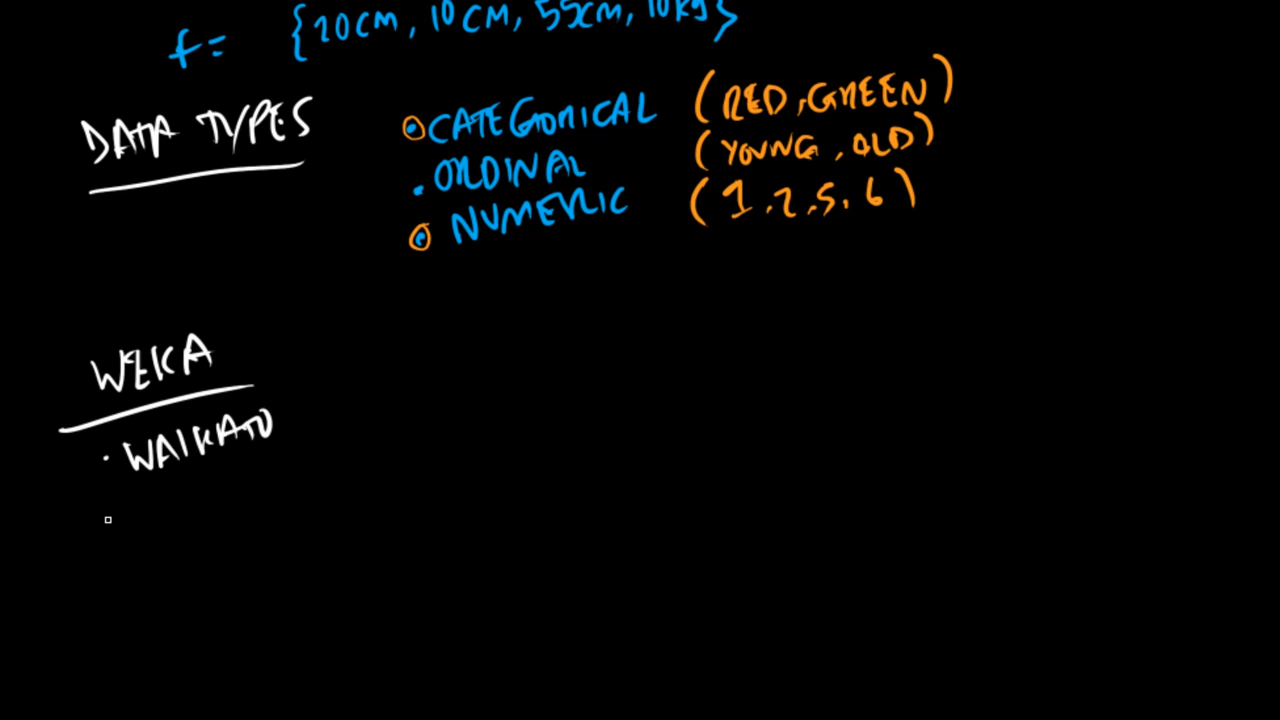 f = {20CM, 10CM, 55CM, 10Kg}
DATA TYPES
• CATEGORICAL (RED, GREEN)
• ORDINAL (YOUNG, OLD)
• NUMERIC (1, 2, 5, 6)
WEKA
• WAIKATO